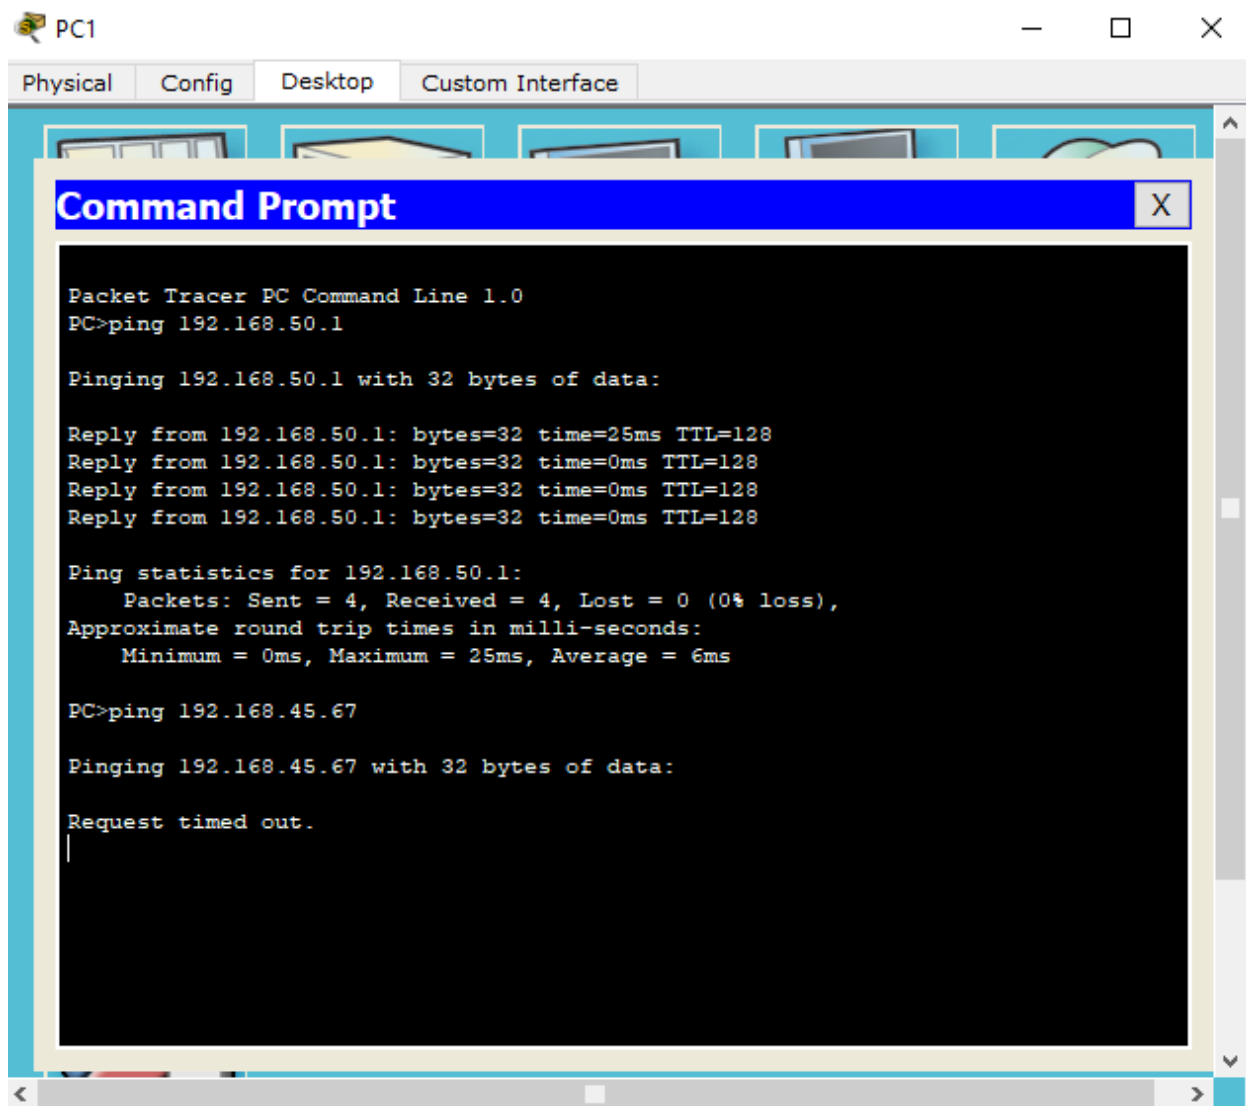 PC1
Physical Config Desktop Custom Interface
Command Prompt X
Packet Tracer PC Command Line 1.0
PC>ping 192.168.50.1
Pinging 192.168.50.1 with 32 bytes of data:
Reply from 192.168.50.1: bytes=32 time=25ms TTL=128
Reply from 192.168.50.1: bytes=32 time=0ms TTL=128
Reply from 192.168.50.1: bytes=32 time=0ms TTL=128
Reply from 192.168.50.1: bytes=32 time=0ms TTL=128
Ping statistics for 192.168.50.1:
Packets: Sent = 4, Received = 4, Lost = 0 (0% loss),
Approximate round trip times in milli-seconds:
Minimum = 0ms, Maximum = 25ms, Average = 6ms
PC>ping 192.168.45.67
Pinging 192.168.45.67 with 32 bytes of data:
Request timed out.